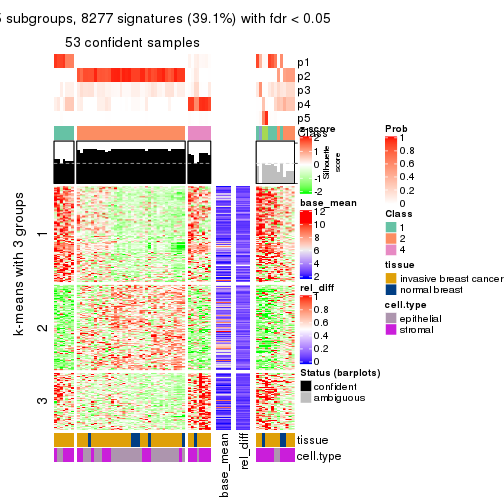 subgroups, 8277 signatures (39.1%) with fdr < 0.05
53 confident samples
p1
p2
p3
p4
p5
Class
z-score
2
1
0
-1
-2
Silhouette
score
base_mean
12
10
8
6
4
2
rel_diff
1
0.8
0.6
0.4
0.2
0
Status (barplots)
confident
ambiguous
Prob
1
0.8
0.6
0.4
0.2
0
Class
1
2
4
tissue
invasive breast cancer
normal breast
cell.type
epithelial
stromal
k-means with 3 groups
1
2
3
base_mean
rel_diff
tissue
cell.type